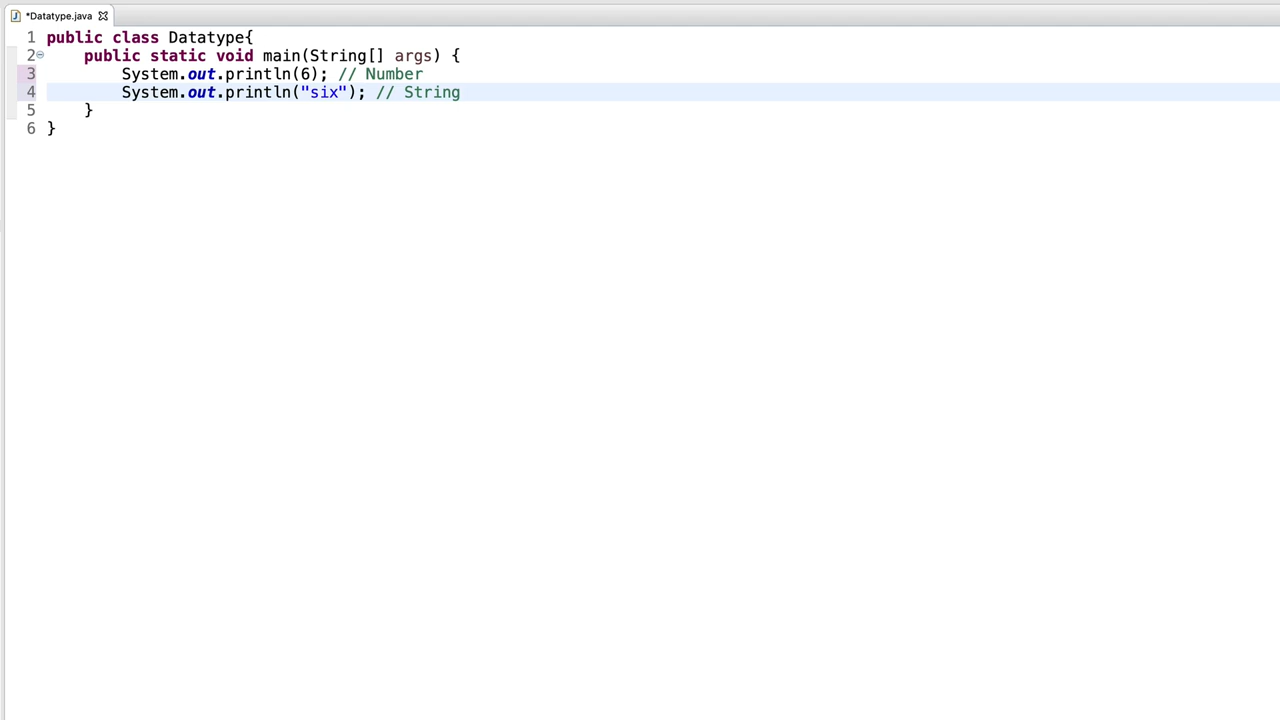 *Datatype.java
1 public class Datatype{
2 public static void main(String[] args) {
3 System.out.println(6); // Number
4 System.out.println("six"); // String
5 }
6 }